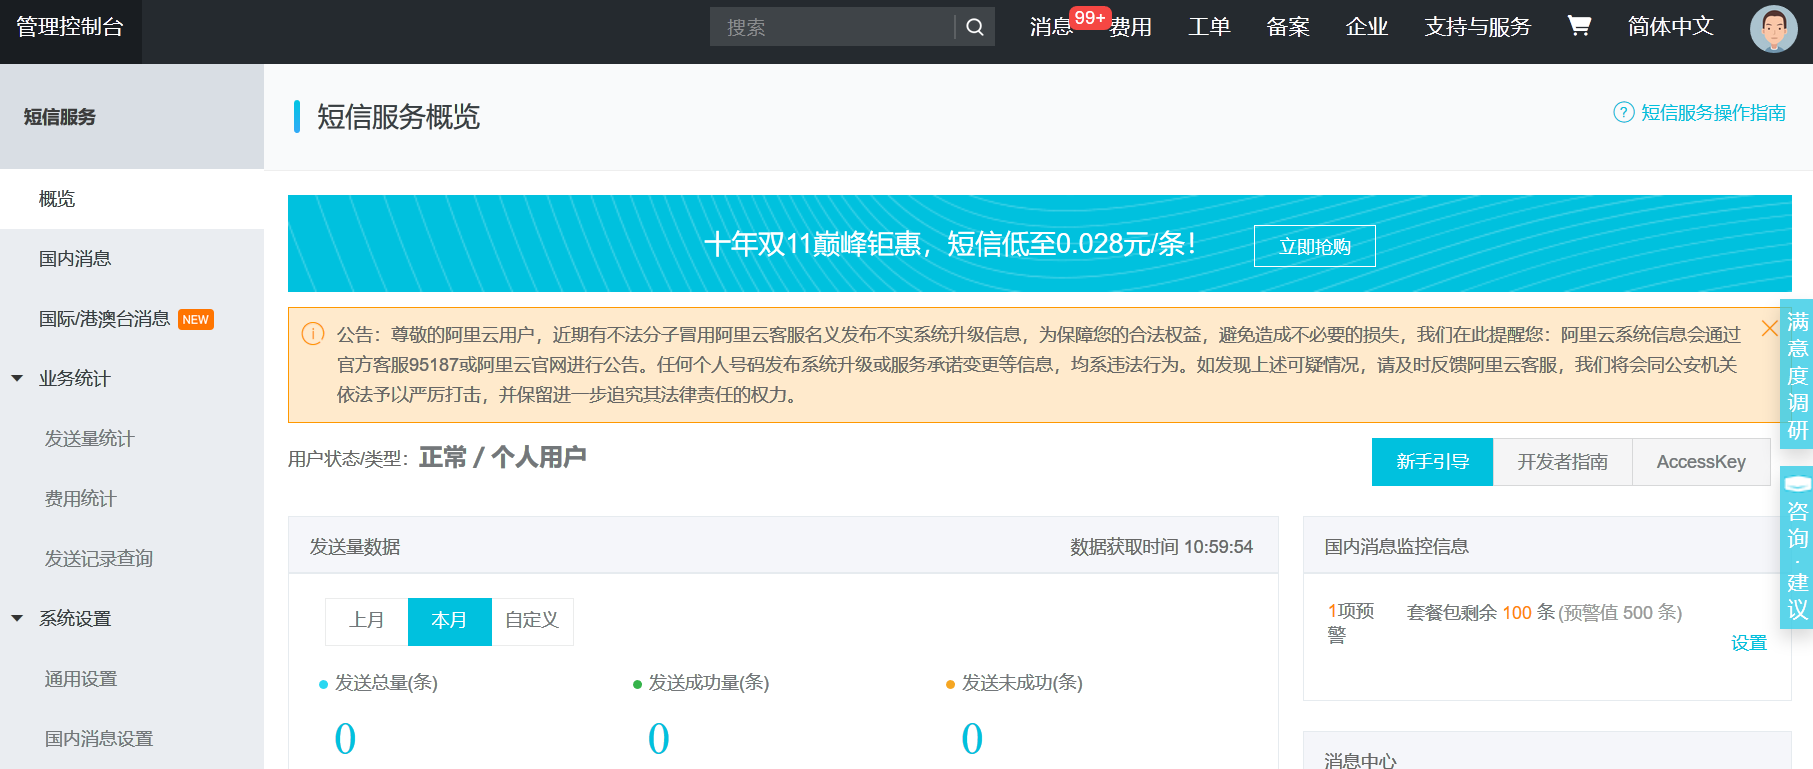 管理控制台
搜索
消息
99+
费用
工单
备案
企业
支持与服务
简体中文
短信服务
概览
国内消息
国际/港澳台消息 NEW
业务统计
发送量统计
费用统计
发送记录查询
系统设置
通用设置
国内消息设置
短信服务概览
? 短信服务操作指南
十年双11巅峰钜惠，短信低至0.028元/条！
立即抢购
公告：尊敬的阿里云用户，近期有不法分子冒用阿里云客服名义发布不实系统升级信息，为保障您的合法权益，避免造成不必要的损失，我们在此提醒您：阿里云系统信息会通过
官方客服95187或阿里云官网进行公告。任何个人号码发布系统升级或服务承诺变更等信息，均系违法行为。如发现上述可疑情况，请及时反馈阿里云客服，我们将会同公安机关
依法予以严厉打击，并保留进一步追究其法律责任的权力。
用户状态/类型：正常 / 个人用户
新手引导
开发者指南
AccessKey
发送量数据
数据获取时间 10:59:54
上月
本月
自定义
发送总量(条)
发送成功量(条)
发送未成功(条)
0
0
0
国内消息监控信息
1项预
警
套餐包剩余 100 条 (预警值 500 条)
设置
消息中心
满意度调研
咨询·建议